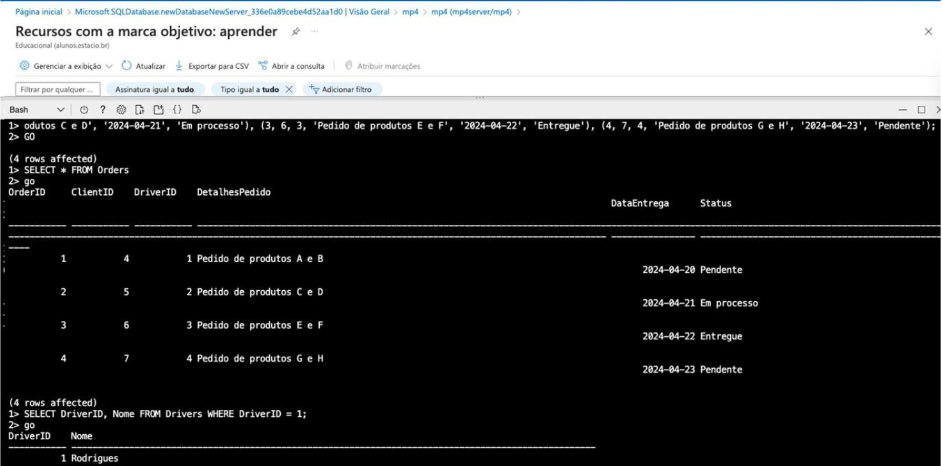 Página inicial > Microsoft.SQLDatabase.newDatabaseNewServer_336e0a89cebe4d52aa1d0 | Visão Geral > mp4 > mp4 (mp4server/mp4) >
Recursos com a marca objetivo: aprender
Educacional (alunos.estacio.br)
Gerenciar a exibição Atualizar Exportar para CSV Abrir a consulta Atribuir marcações
Filtrar por qualquer ... Assinatura igual a tudo Tipo igual a tudo Adicionar filtro
Bash
1> odutos C e D', '2024-04-21', 'Em processo'), (3, 6, 3, 'Pedido de produtos E e F', '2024-04-22', 'Entregue'), (4, 7, 4, 'Pedido de produtos G e H', '2024-04-23', 'Pendente');
2> GO
(4 rows affected)
1> SELECT * FROM Orders
2> go
OrderID ClientID DriverID DetalhesPedido
DataEntrega Status
1 4 1 Pedido de produtos A e B
2024-04-20 Pendente
2 5 2 Pedido de produtos C e D
2024-04-21 Em processo
3 6 3 Pedido de produtos E e F
2024-04-22 Entregue
4 7 4 Pedido de produtos G e H
2024-04-23 Pendente
(4 rows affected)
1> SELECT DriverID, Nome FROM Drivers WHERE DriverID = 1;
2> go
DriverID Nome
1 Rodrigues